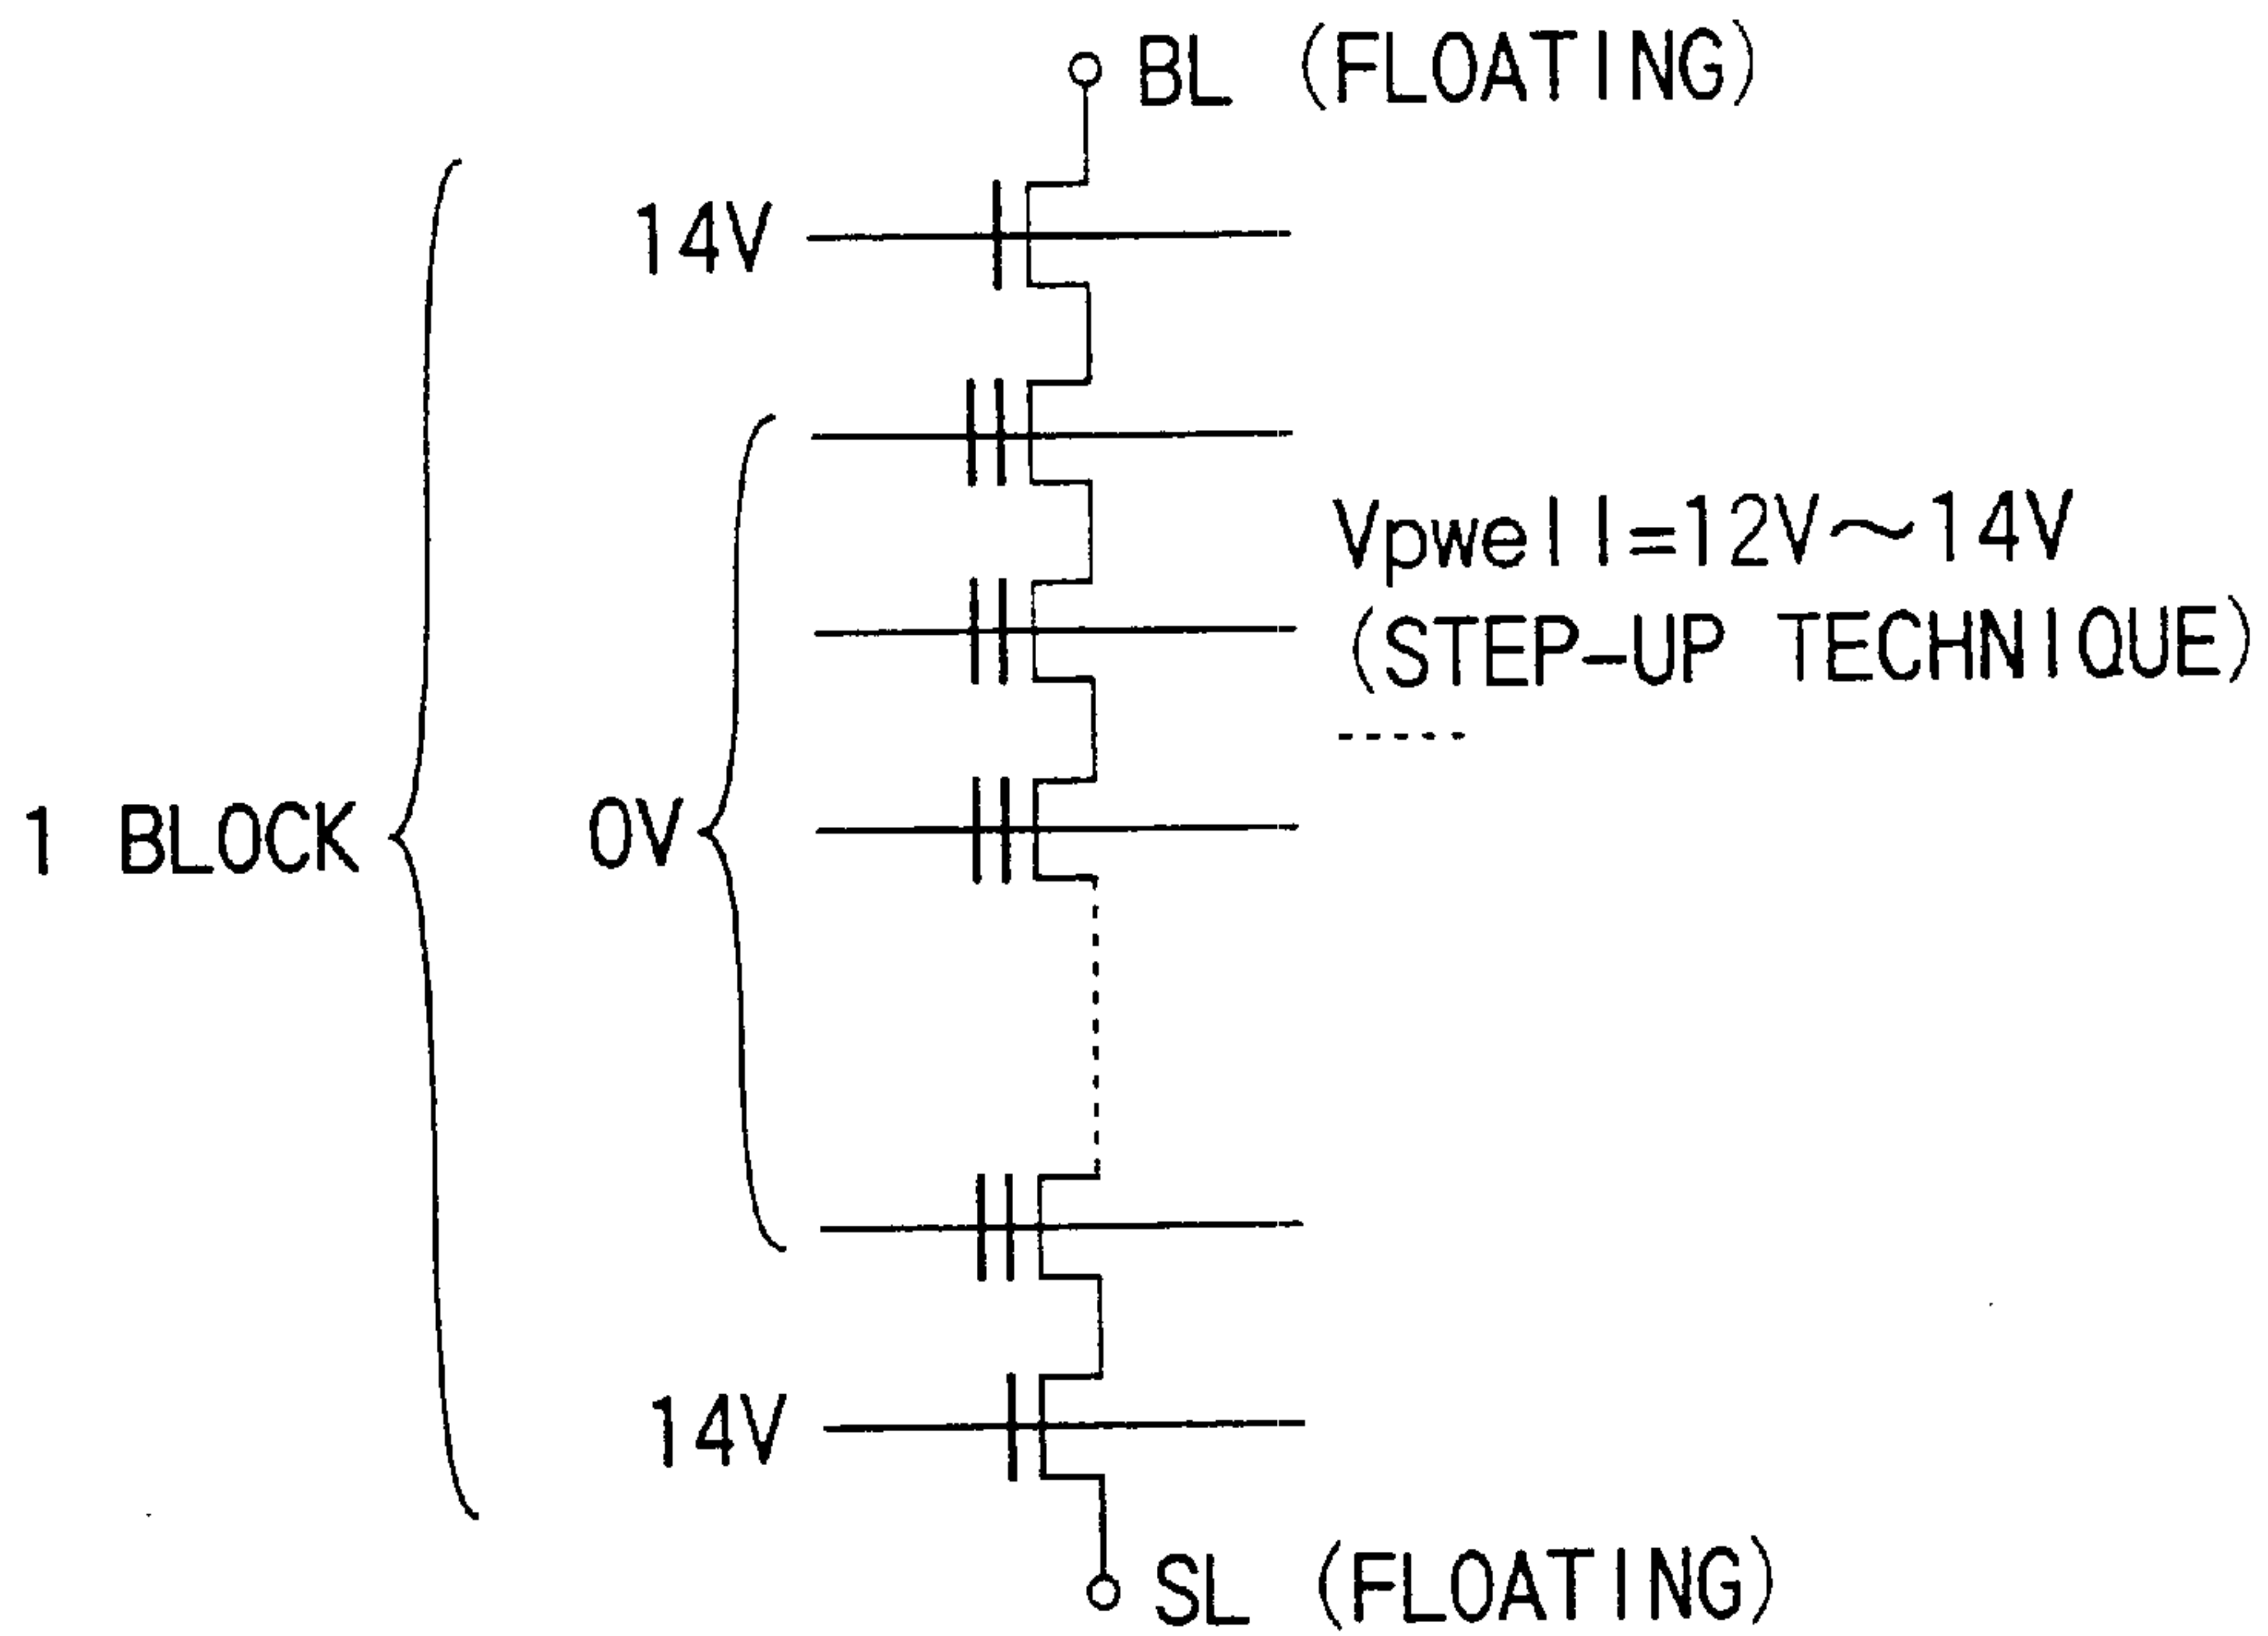 BL (FLOATING)
14V
Vpwell=12V～14V
(STEP-UP TECHNIQUE)
1 BLOCK
0V
14V
SL (FLOATING)